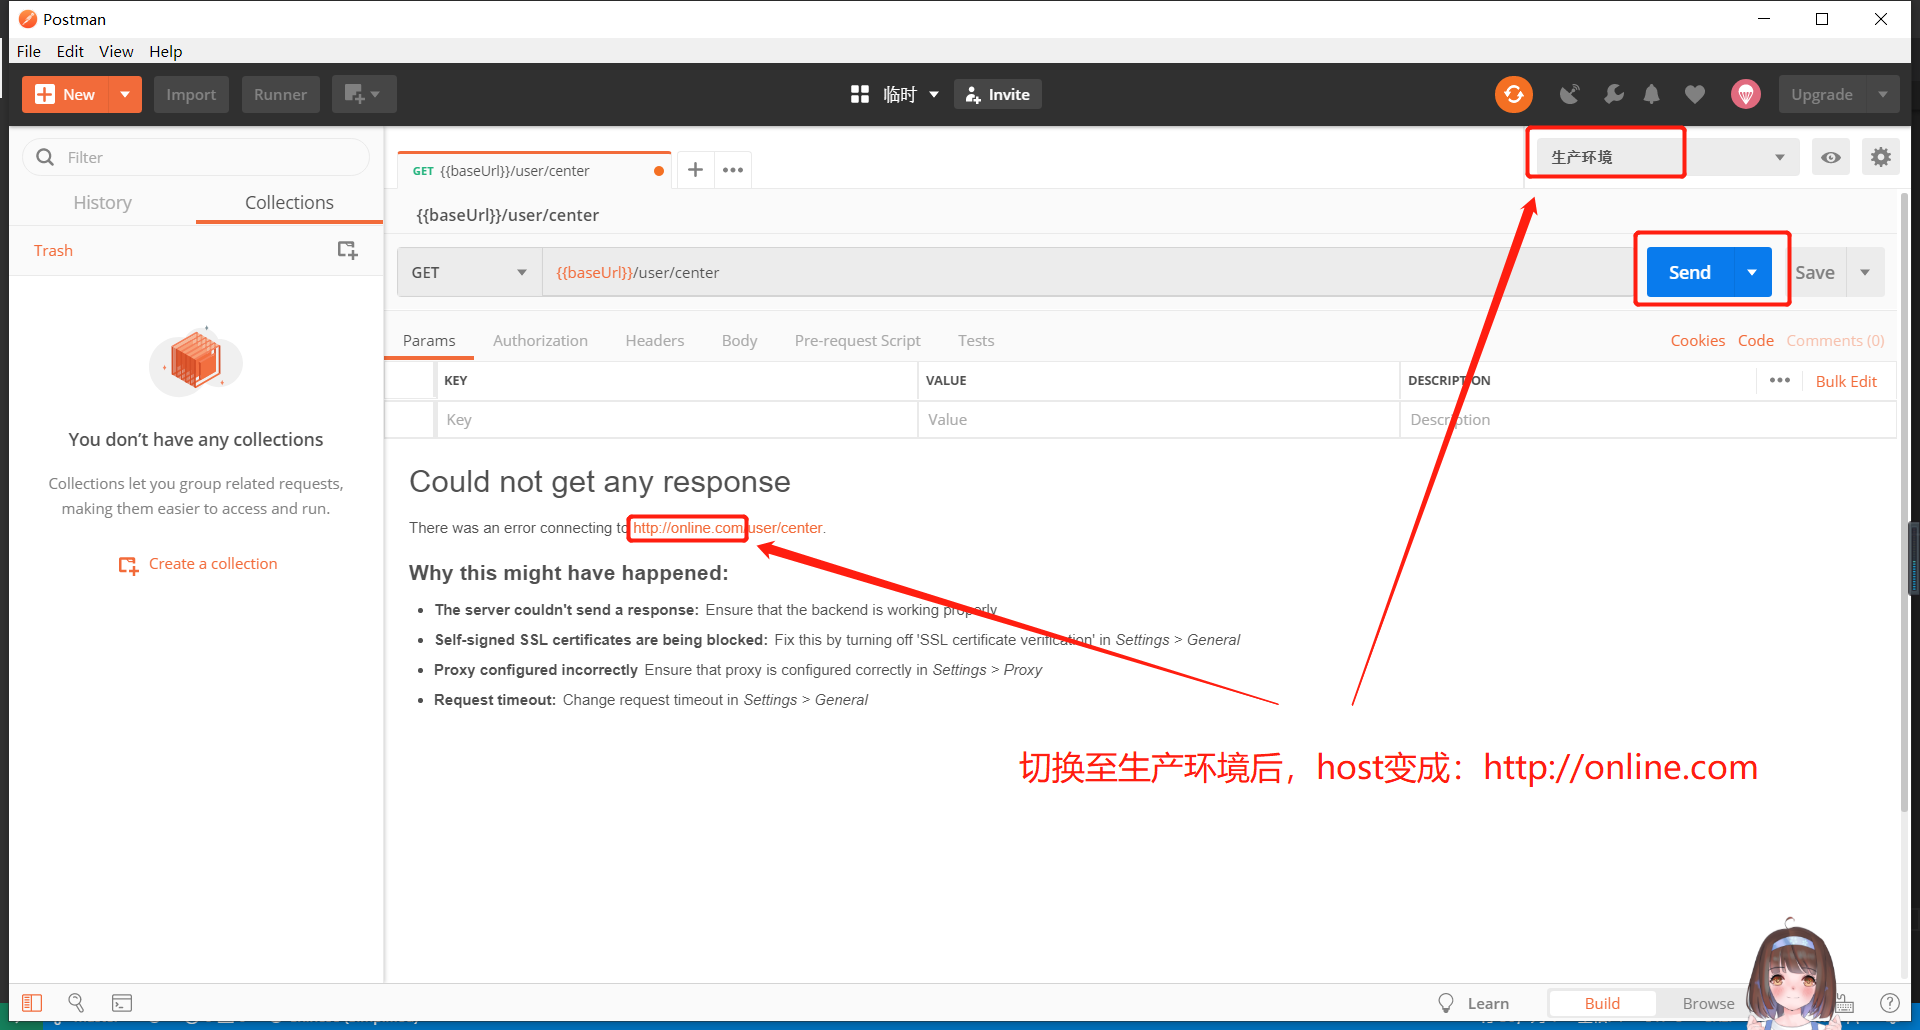 Postman
File Edit View Help
New Import Runner 临时 Invite Upgrade
Filter
History Collections
Trash
You don’t have any collections
Collections let you group related requests,
making them easier to access and run.
Create a collection
GET {{baseUrl}}/user/center
生产环境
{{baseUrl}}/user/center
GET {{baseUrl}}/user/center Send Save
Params Authorization Headers Body Pre-request Script Tests Cookies Code Comments (0)
KEY VALUE DESCRIPTION Bulk Edit
Key Value Description
Could not get any response
There was an error connecting to http://online.com/user/center.
Why this might have happened:
The server couldn't send a response: Ensure that the backend is working properly
Self-signed SSL certificates are being blocked: Fix this by turning off 'SSL certificate verification' in Settings > General
Proxy configured incorrectly Ensure that proxy is configured correctly in Settings > Proxy
Request timeout: Change request timeout in Settings > General
切换至生产环境后，host变成：http://online.com
Learn Build Browse